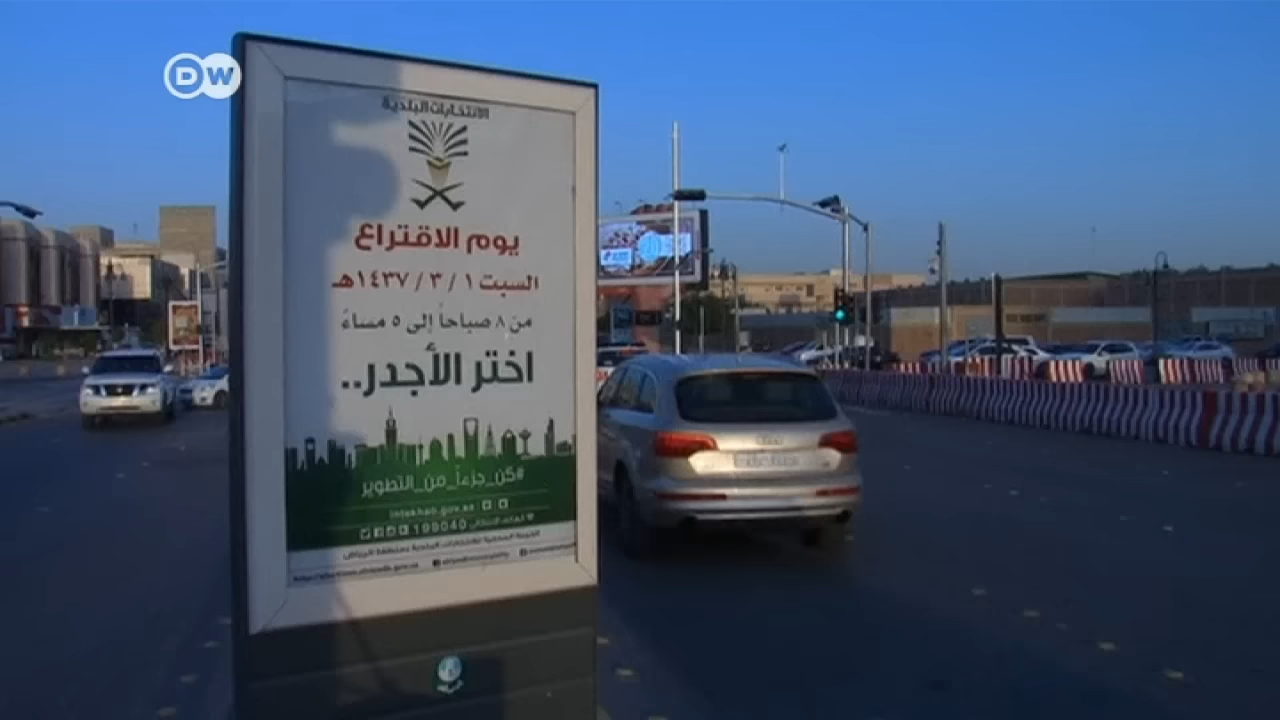 DW
الانتخابات البلدية
يوم الاقتراع
السبت ١ / ٣ / ١٤٣٧هـ
من ٨ صباحاً إلى ٥ مساءً
اختر الأجدر..
#كن_جزءاً_من_التطوير
intekhab.gov.sa
199040